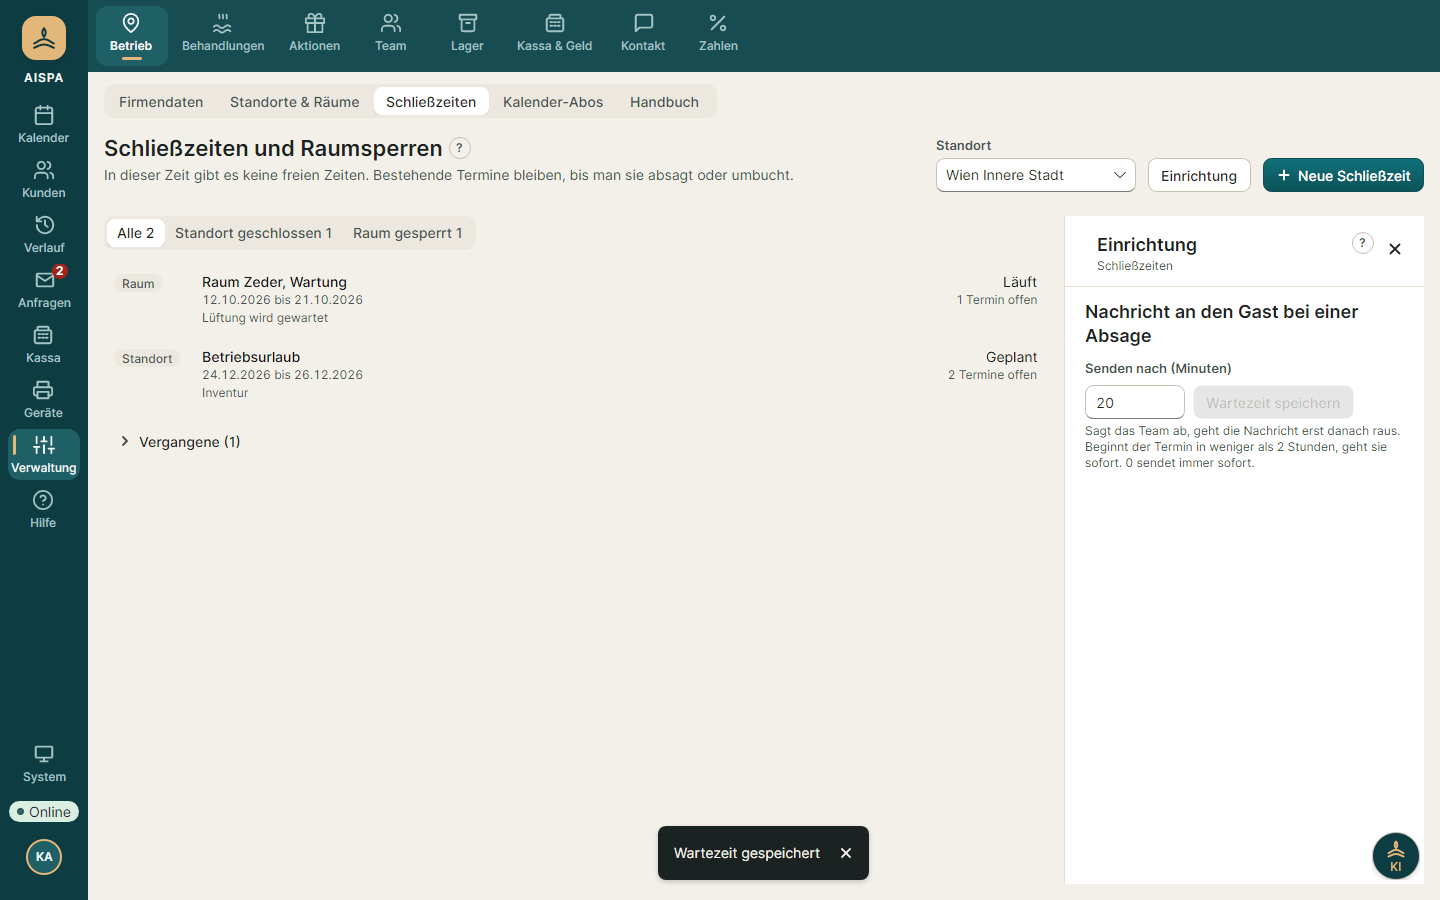 AISPA
Kalender
Kunden
Verlauf
2
Anfragen
Kassa
Geräte
Verwaltung
Hilfe
System
Online
KA
Betrieb
Behandlungen
Aktionen
Team
Lager
Kassa & Geld
Kontakt
Zahlen
Firmendaten
Standorte & Räume
Schließzeiten
Kalender-Abos
Handbuch
Schließzeiten und Raumsperren ?
In dieser Zeit gibt es keine freien Zeiten. Bestehende Termine bleiben, bis man sie absagt oder umbucht.
Standort
Wien Innere Stadt
Einrichtung
+ Neue Schließzeit
Alle 2
Standort geschlossen 1
Raum gesperrt 1
Raum
Raum Zeder, Wartung
12.10.2026 bis 21.10.2026
Lüftung wird gewartet
Läuft
1 Termin offen
Standort
Betriebsurlaub
24.12.2026 bis 26.12.2026
Inventur
Geplant
2 Termine offen
Vergangene (1)
Einrichtung
?
Schließzeiten
Nachricht an den Gast bei einer
Absage
Senden nach (Minuten)
20
Wartezeit speichern
Sagt das Team ab, geht die Nachricht erst danach raus.
Beginnt der Termin in weniger als 2 Stunden, geht sie
sofort. 0 sendet immer sofort.
Wartezeit gespeichert
KI